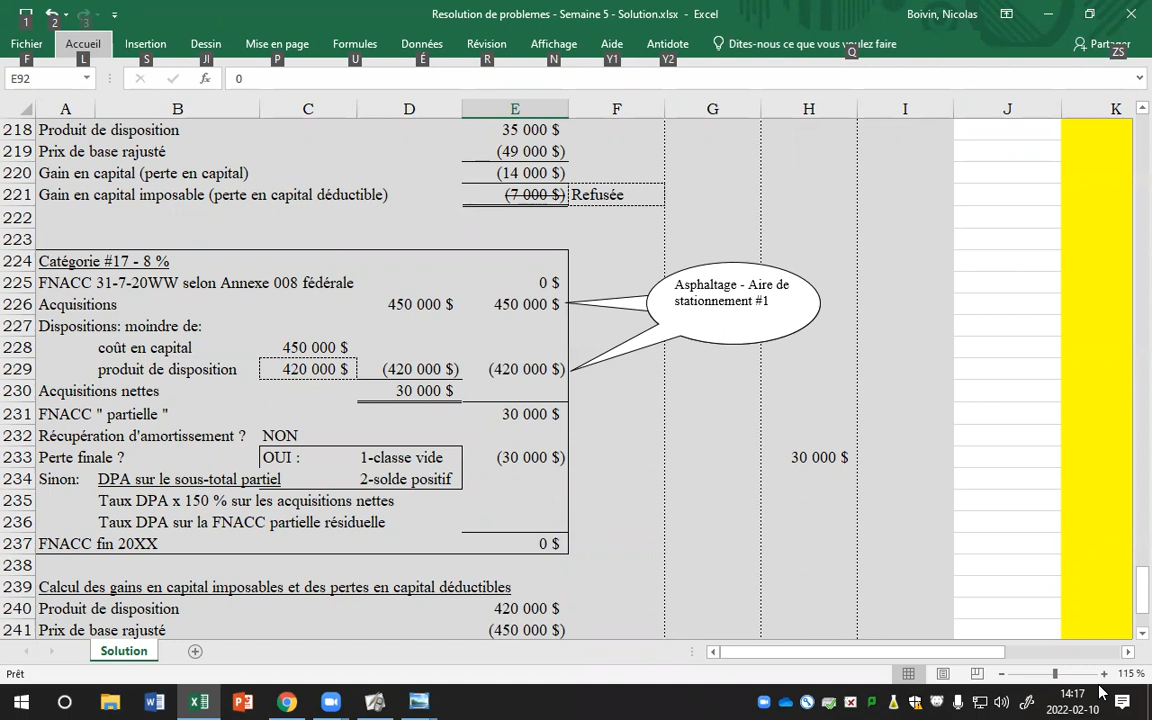 1 2 3
Resolution de problemes - Semaine 5 - Solution.xlsx - Excel
Boivin, Nicolas
Fichier Accueil Insertion Dessin Mise en page Formules Données Révision Affichage Aide Antidote Dites-nous ce que vous voulez faire Partager
F L S JI P U É R N Y1 Y2 Q ZS
E92 fx 0
A B C D E F G H I J K
218 Produit de disposition 35 000 $
219 Prix de base rajusté (49 000 $)
220 Gain en capital (perte en capital) (14 000 $)
221 Gain en capital imposable (perte en capital déductible) (7 000 $) Refusée
222
223
224 Catégorie #17 - 8 %
225 FNACC 31-7-20WW selon Annexe 008 fédérale 0 $
226 Acquisitions 450 000 $ 450 000 $
Asphaltage - Aire de
stationnement #1
227 Dispositions: moindre de:
228 coût en capital 450 000 $
229 produit de disposition 420 000 $ (420 000 $) (420 000 $)
230 Acquisitions nettes 30 000 $
231 FNACC " partielle " 30 000 $
232 Récupération d'amortissement ? NON
233 Perte finale ? OUI : 1-classe vide (30 000 $) 30 000 $
234 Sinon: DPA sur le sous-total partiel 2-solde positif
235 Taux DPA x 150 % sur les acquisitions nettes
236 Taux DPA sur la FNACC partielle résiduelle
237 FNACC fin 20XX 0 $
238
239 Calcul des gains en capital imposables et des pertes en capital déductibles
240 Produit de disposition 420 000 $
241 Prix de base rajusté (450 000 $)
Solution
Prêt
115 %
14:17
2022-02-10